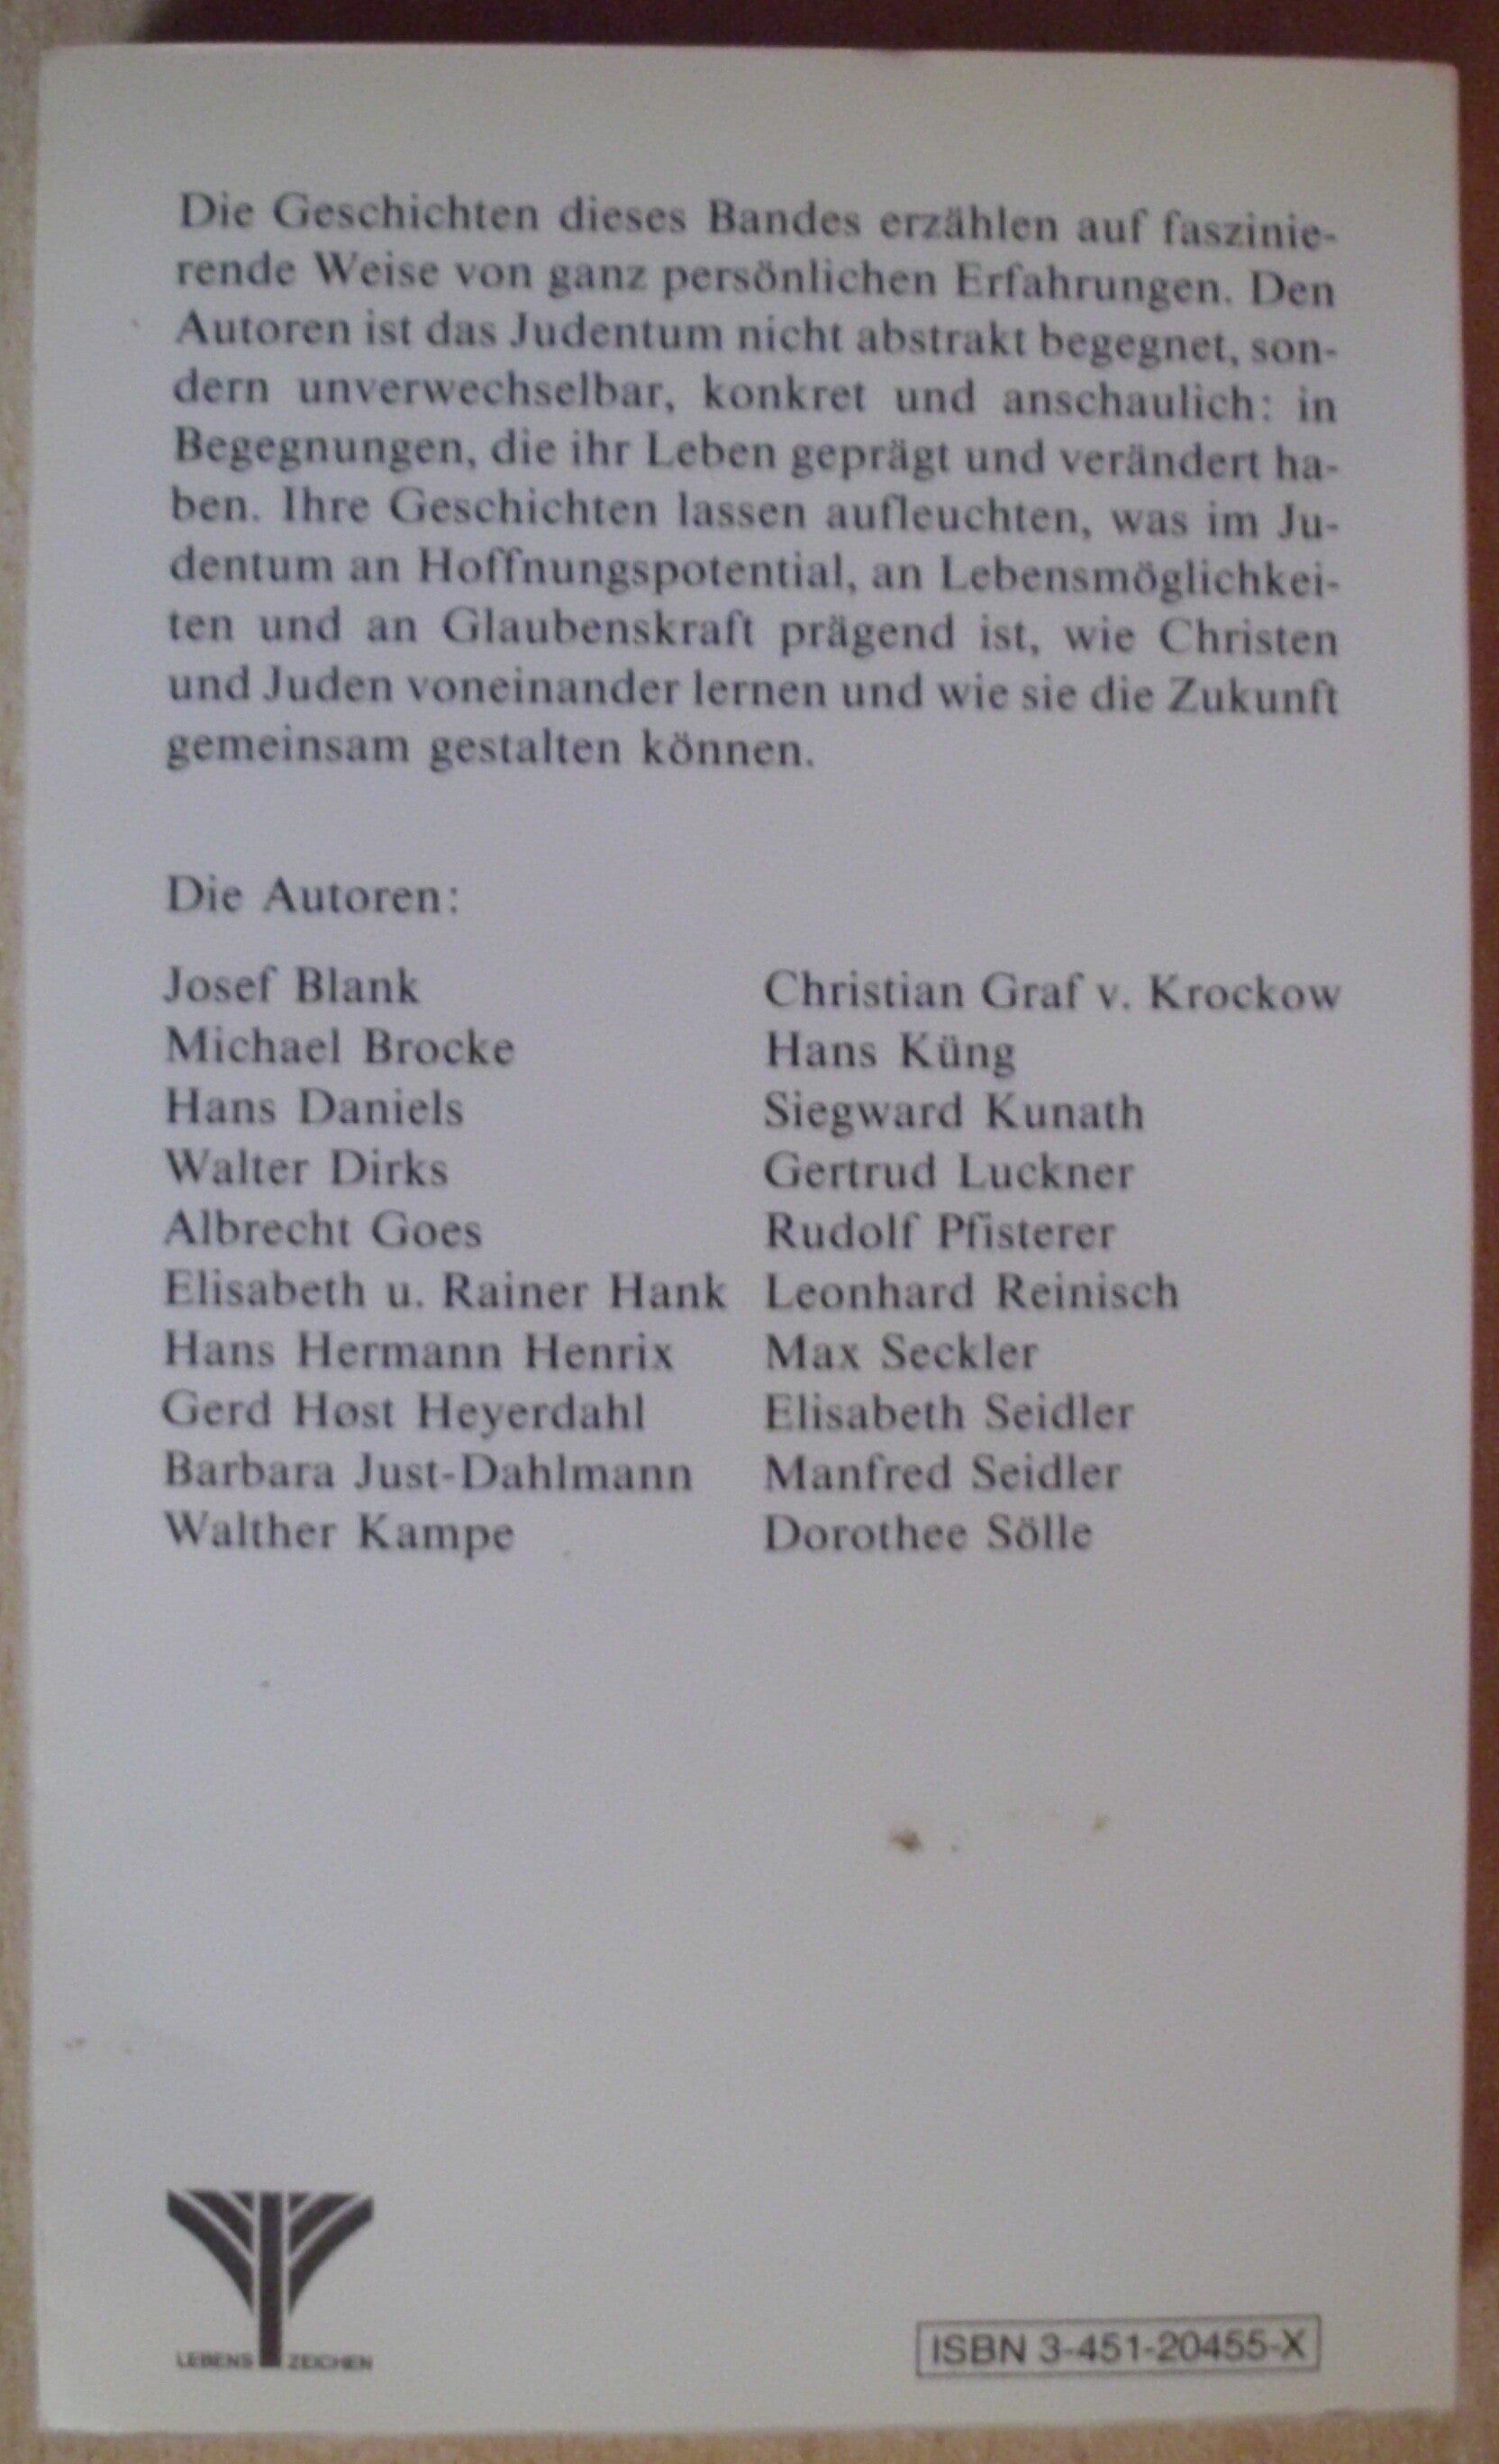 Die Geschichten dieses Bandes erzählen auf faszinie-
rende Weise von ganz persönlichen Erfahrungen. Den
Autoren ist das Judentum nicht abstrakt begegnet, son-
dern unverwechselbar, konkret und anschaulich: in
Begegnungen, die ihr Leben geprägt und verändert ha-
ben. Ihre Geschichten lassen aufleuchten, was im Ju-
dentum an Hoffnungspotential, an Lebensmöglichkei-
ten und an Glaubenskraft prägend ist, wie Christen
und Juden voneinander lernen und wie sie die Zukunft
gemeinsam gestalten können.
Die Autoren:
Josef Blank
Michael Brocke
Hans Daniels
Walter Dirks
Albrecht Goes
Elisabeth u. Rainer Hank
Hans Hermann Henrix
Gerd Høst Heyerdahl
Barbara Just-Dahlmann
Walther Kampe
Christian Graf v. Krockow
Hans Küng
Siegward Kunath
Gertrud Luckner
Rudolf Pfisterer
Leonhard Reinisch
Max Seckler
Elisabeth Seidler
Manfred Seidler
Dorothee Sölle
LEBENS ZEICHEN
ISBN 3-451-20455-X